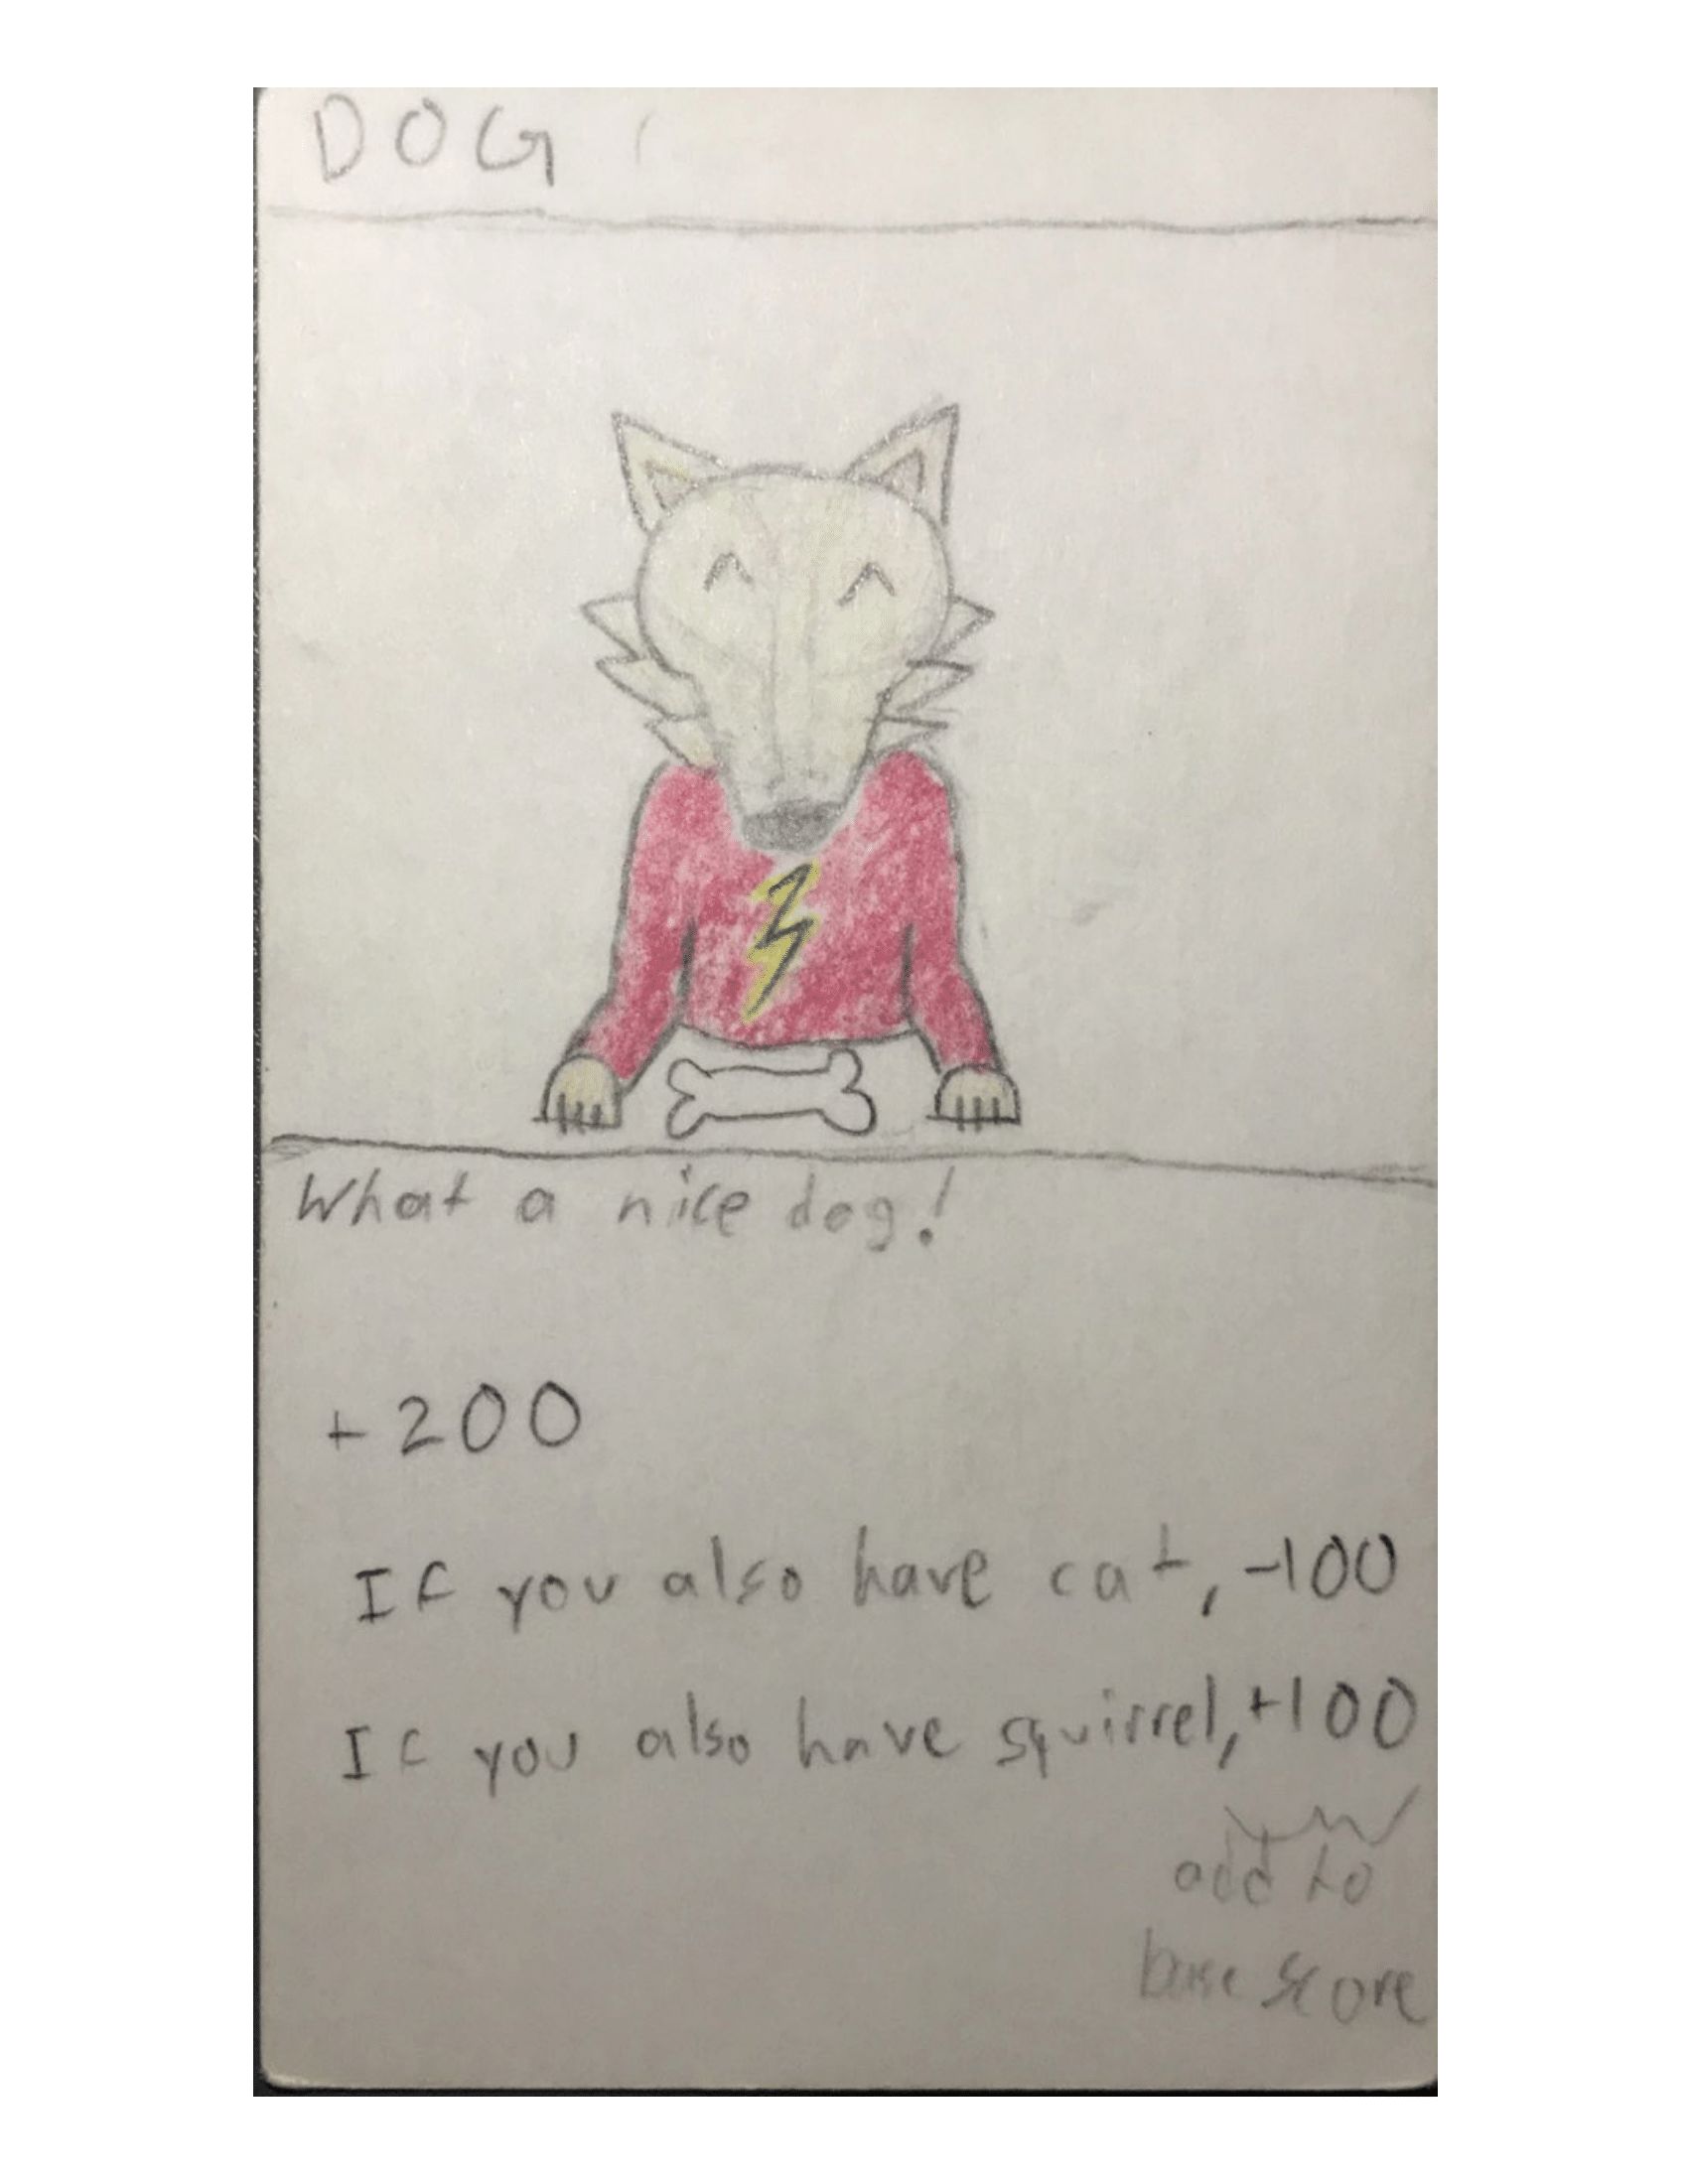 DOG
What a nice dog!
+200
If you also have cat, -100
If you also have squirrel, +100
add to
base score